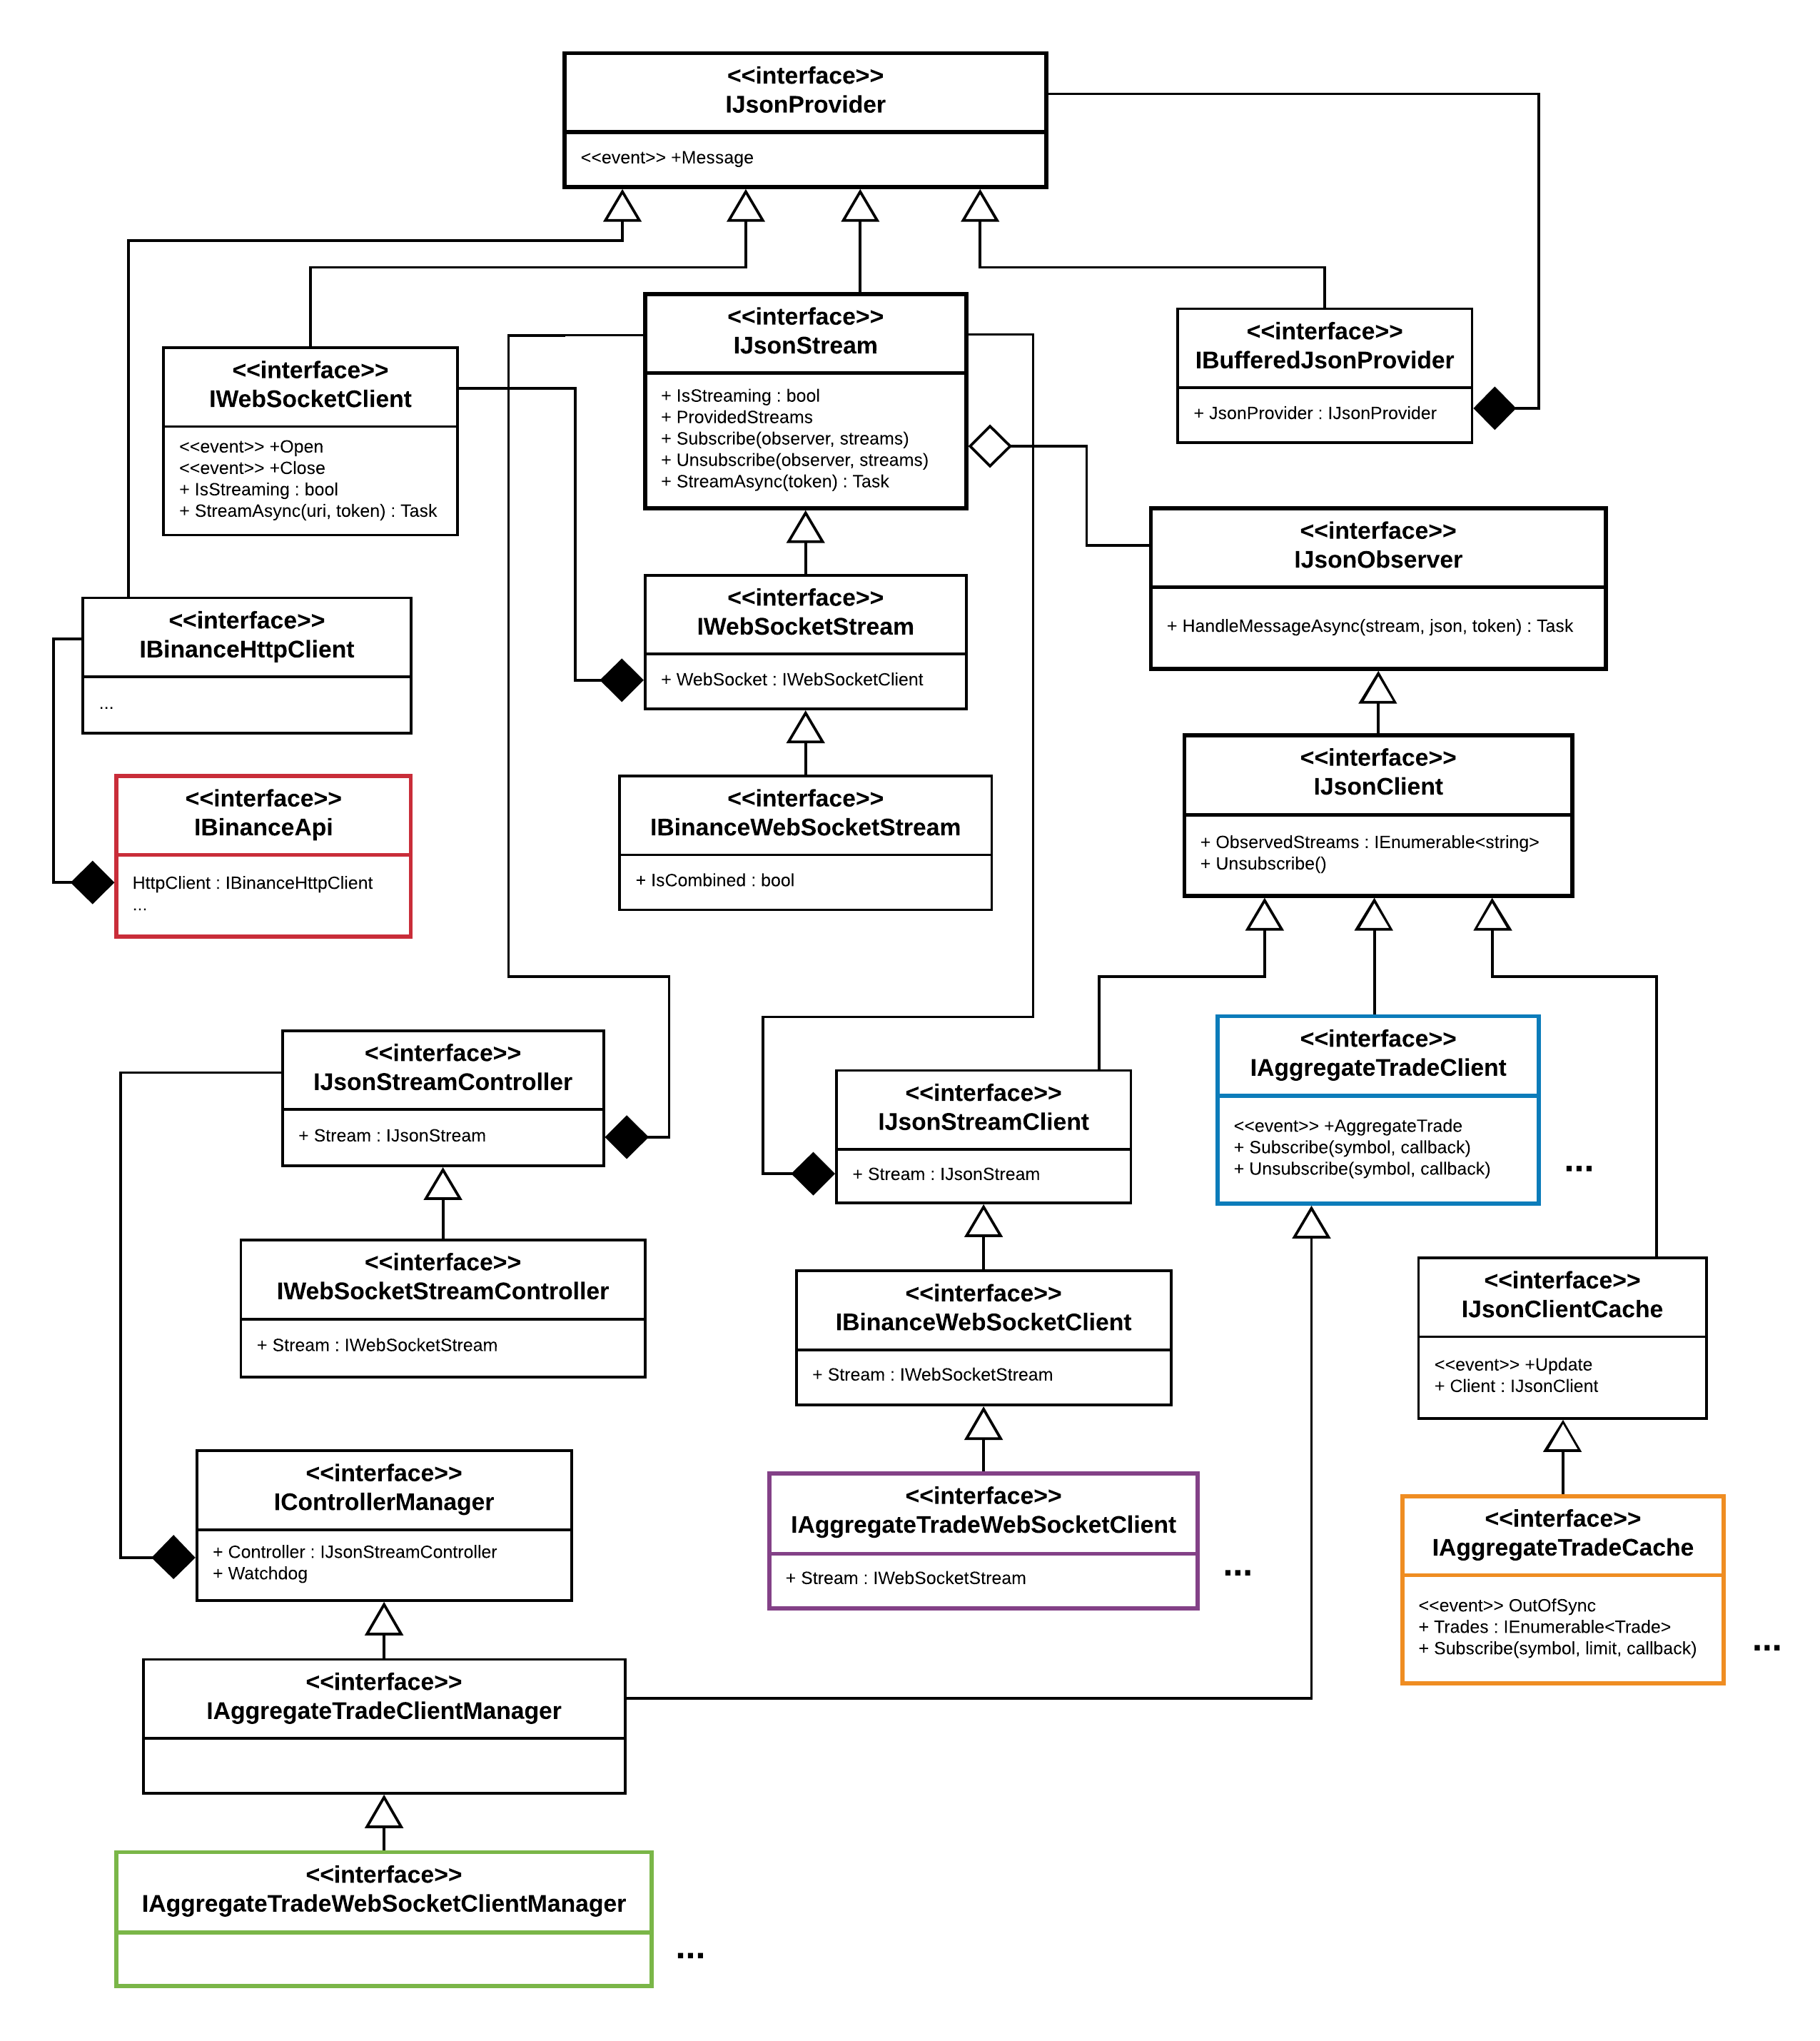 <<interface>>
IJsonProvider
<<event>> +Message
<<interface>>
IJsonStream
+ IsStreaming : bool
+ ProvidedStreams
+ Subscribe(observer, streams)
+ Unsubscribe(observer, streams)
+ StreamAsync(token) : Task
<<interface>>
IBufferedJsonProvider
+ JsonProvider : IJsonProvider
<<interface>>
IWebSocketClient
<<event>> +Open
<<event>> +Close
+ IsStreaming : bool
+ StreamAsync(uri, token) : Task
<<interface>>
IJsonObserver
+ HandleMessageAsync(stream, json, token) : Task
<<interface>>
IWebSocketStream
+ WebSocket : IWebSocketClient
<<interface>>
IBinanceHttpClient
...
<<interface>>
IJsonClient
+ ObservedStreams : IEnumerable<string>
+ Unsubscribe()
<<interface>>
IBinanceApi
HttpClient : IBinanceHttpClient
...
<<interface>>
IBinanceWebSocketStream
+ IsCombined : bool
<<interface>>
IAggregateTradeClient
<<event>> +AggregateTrade
+ Subscribe(symbol, callback)
+ Unsubscribe(symbol, callback)
...
<<interface>>
IJsonStreamController
+ Stream : IJsonStream
<<interface>>
IJsonStreamClient
+ Stream : IJsonStream
<<interface>>
IWebSocketStreamController
+ Stream : IWebSocketStream
<<interface>>
IBinanceWebSocketClient
+ Stream : IWebSocketStream
<<interface>>
IJsonClientCache
<<event>> +Update
+ Client : IJsonClient
<<interface>>
IControllerManager
+ Controller : IJsonStreamController
+ Watchdog
<<interface>>
IAggregateTradeWebSocketClient
+ Stream : IWebSocketStream
...
<<interface>>
IAggregateTradeCache
<<event>> OutOfSync
+ Trades : IEnumerable<Trade>
+ Subscribe(symbol, limit, callback)
...
<<interface>>
IAggregateTradeClientManager
<<interface>>
IAggregateTradeWebSocketClientManager
...